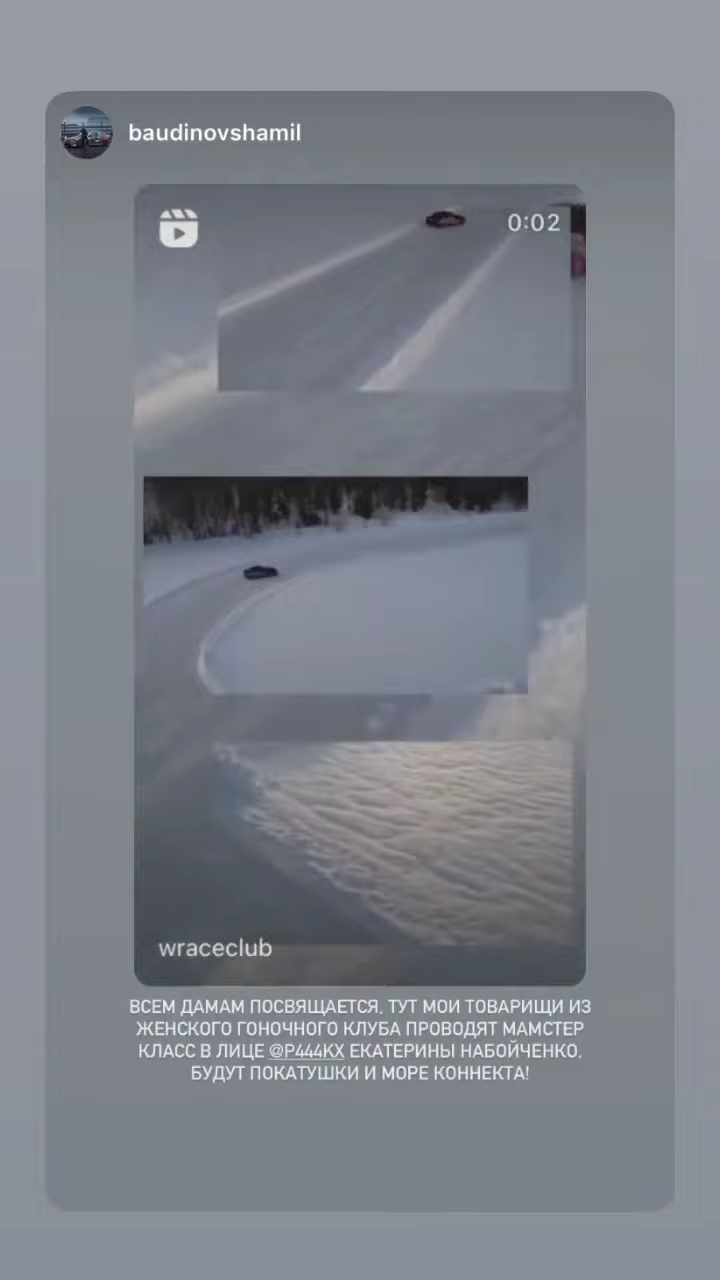 baudinovshamil
0:02
wraceclub
ВСЕМ ДАМАМ ПОСВЯЩАЕТСЯ, ТУТ МОИ ТОВАРИЩИ ИЗ
ЖЕНСКОГО ГОНОЧНОГО КЛУБА ПРОВОДЯТ МАМСТЕР
КЛАСС В ЛИЦЕ @P444KX ЕКАТЕРИНЫ НАБОЙЧЕНКО,
БУДУТ ПОКАТУШКИ И МОРЕ КОННЕКТА!